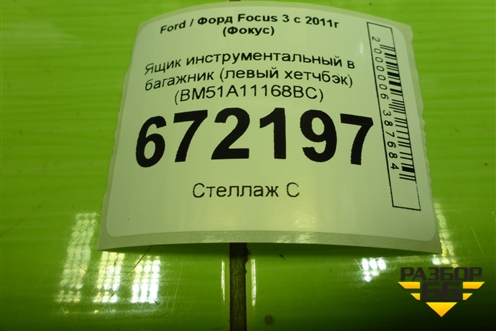 Ford / Форд Focus 3 с 2011г
(Фокус)
Ящик инструментальный в
багажник (левый хетчбэк)
(BM51A11168BC)
672197
Стеллаж С
2000006387684
РАЗБОР